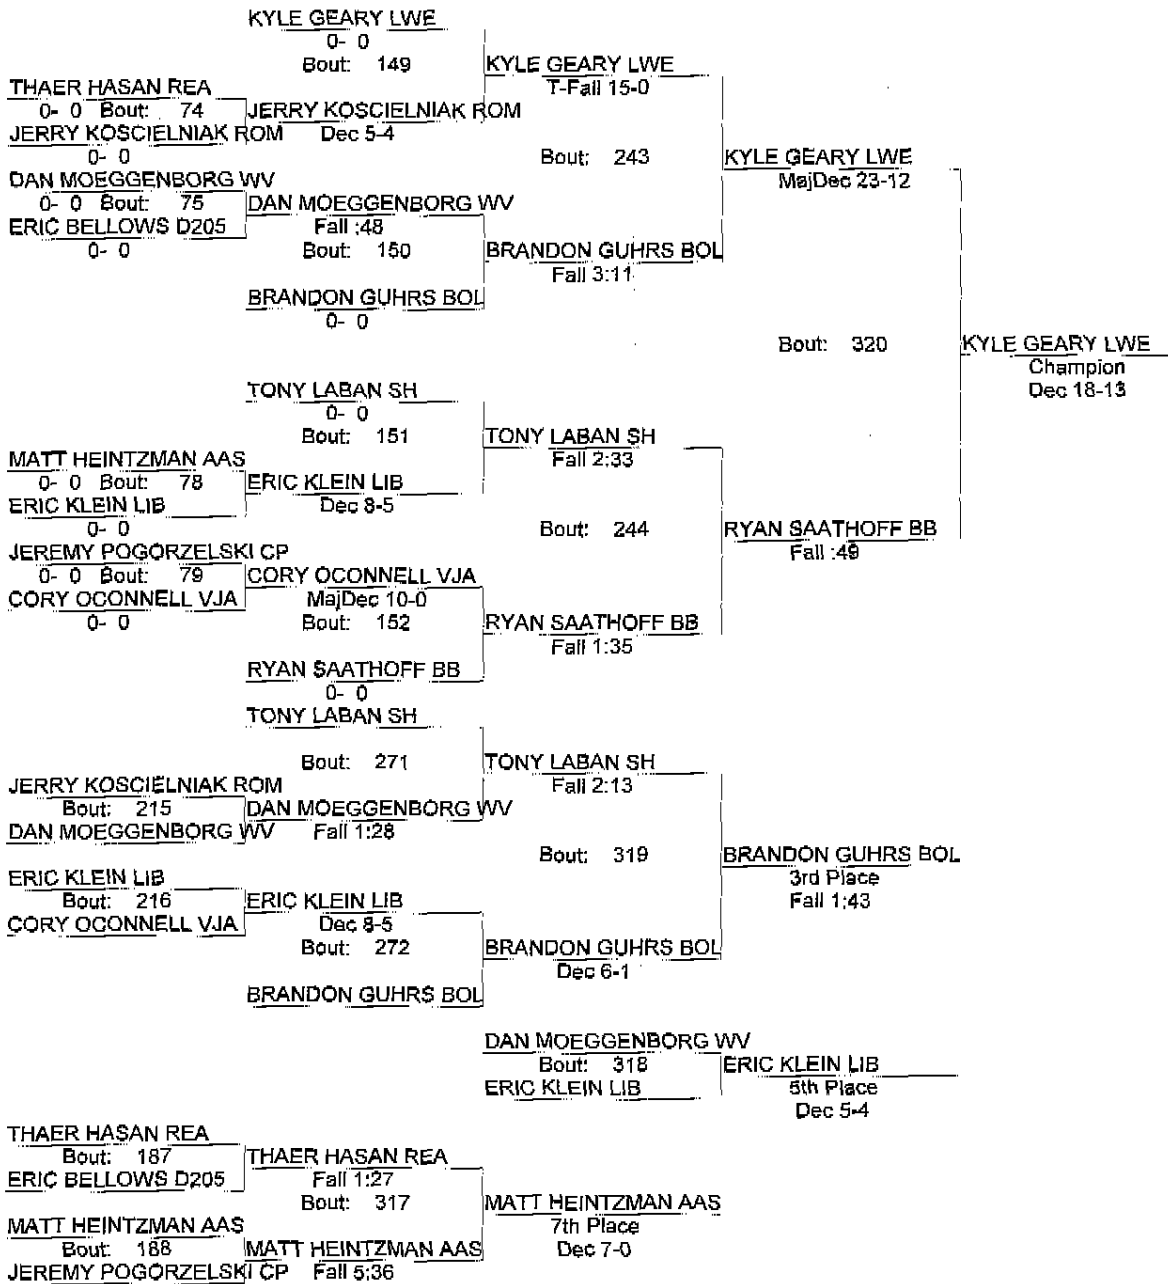 KYLE GEARY LWE
0- 0
Bout: 149
KYLE GEARY LWE
T-Fall 15-0
THAER HASAN REA
0- 0 Bout: 74
JERRY KOSCIELNIAK ROM
JERRY KOSCIELNIAK ROM
Dec 5-4
0- 0
Bout: 243
KYLE GEARY LWE
MajDec 23-12
DAN MOEGGENBORG WV
0- 0 Bout: 75
DAN MOEGGENBORG WV
ERIC BELLOWS D205
Fall :48
0- 0
Bout: 150
BRANDON GUHRS BOL
Fall 3:11
BRANDON GUHRS BOL
0- 0
Bout: 320
KYLE GEARY LWE
Champion
Dec 18-13
TONY LABAN SH
0- 0
Bout: 151
TONY LABAN SH
Fall 2:33
MATT HEINTZMAN AAS
0- 0 Bout: 78
ERIC KLEIN LIB
ERIC KLEIN LIB
Dec 8-5
0- 0
Bout: 244
RYAN SAATHOFF BB
Fall :49
JEREMY POGORZELSKI CP
0- 0 Bout: 79
CORY OCONNELL VJA
CORY OCONNELL VJA
MajDec 10-0
0- 0
Bout: 152
RYAN SAATHOFF BB
Fall 1:35
RYAN SAATHOFF BB
0- 0
TONY LABAN SH
Bout: 271
TONY LABAN SH
Fall 2:13
JERRY KOSCIELNIAK ROM
Bout: 215
DAN MOEGGENBORG WV
DAN MOEGGENBORG WV
Fall 1:28
Bout: 319
BRANDON GUHRS BOL
3rd Place
Fall 1:43
ERIC KLEIN LIB
Bout: 216
ERIC KLEIN LIB
CORY OCONNELL VJA
Dec 8-5
Bout: 272
BRANDON GUHRS BOL
Dec 6-1
BRANDON GUHRS BOL
DAN MOEGGENBORG WV
Bout: 318
ERIC KLEIN LIB
ERIC KLEIN LIB
5th Place
Dec 5-4
THAER HASAN REA
Bout: 187
THAER HASAN REA
ERIC BELLOWS D205
Fall 1:27
Bout: 317
MATT HEINTZMAN AAS
7th Place
Dec 7-0
MATT HEINTZMAN AAS
Bout: 188
MATT HEINTZMAN AAS
JEREMY POGORZELSKI CP
Fall 5:36